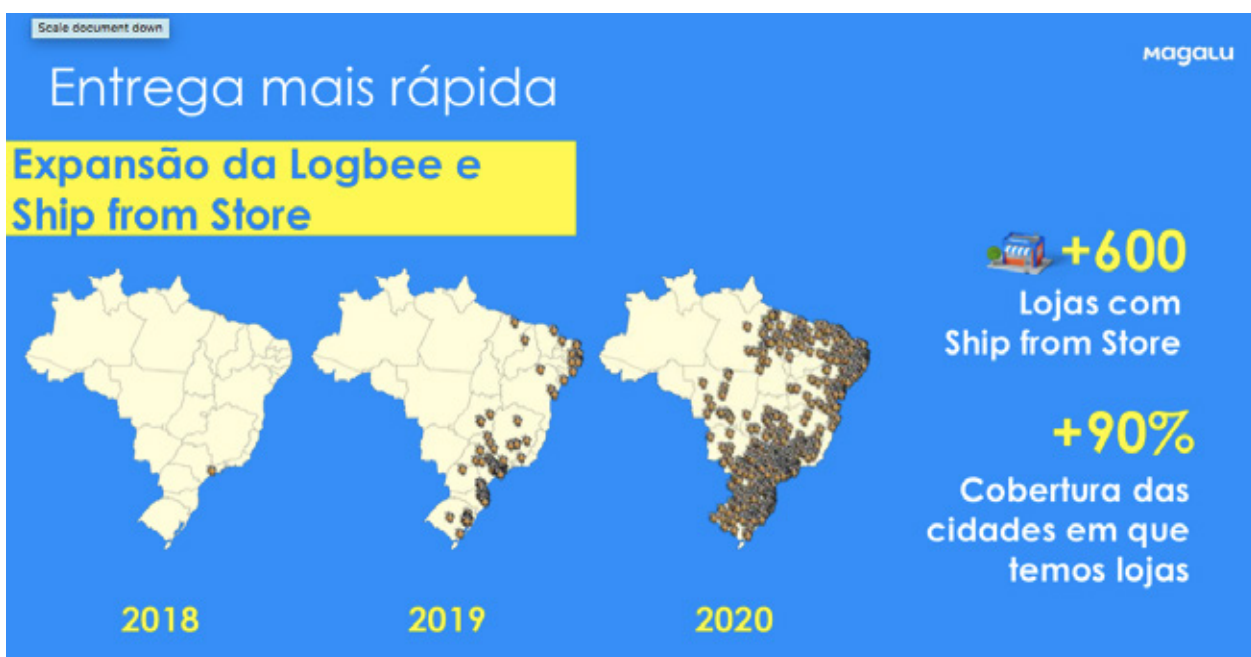 Scale document down
Magalu
Entrega mais rápida
Expansão da Logbee e
Ship from Store
+600
Lojas com
Ship from Store
+90%
Cobertura das
cidades em que
temos lojas
2018
2019
2020